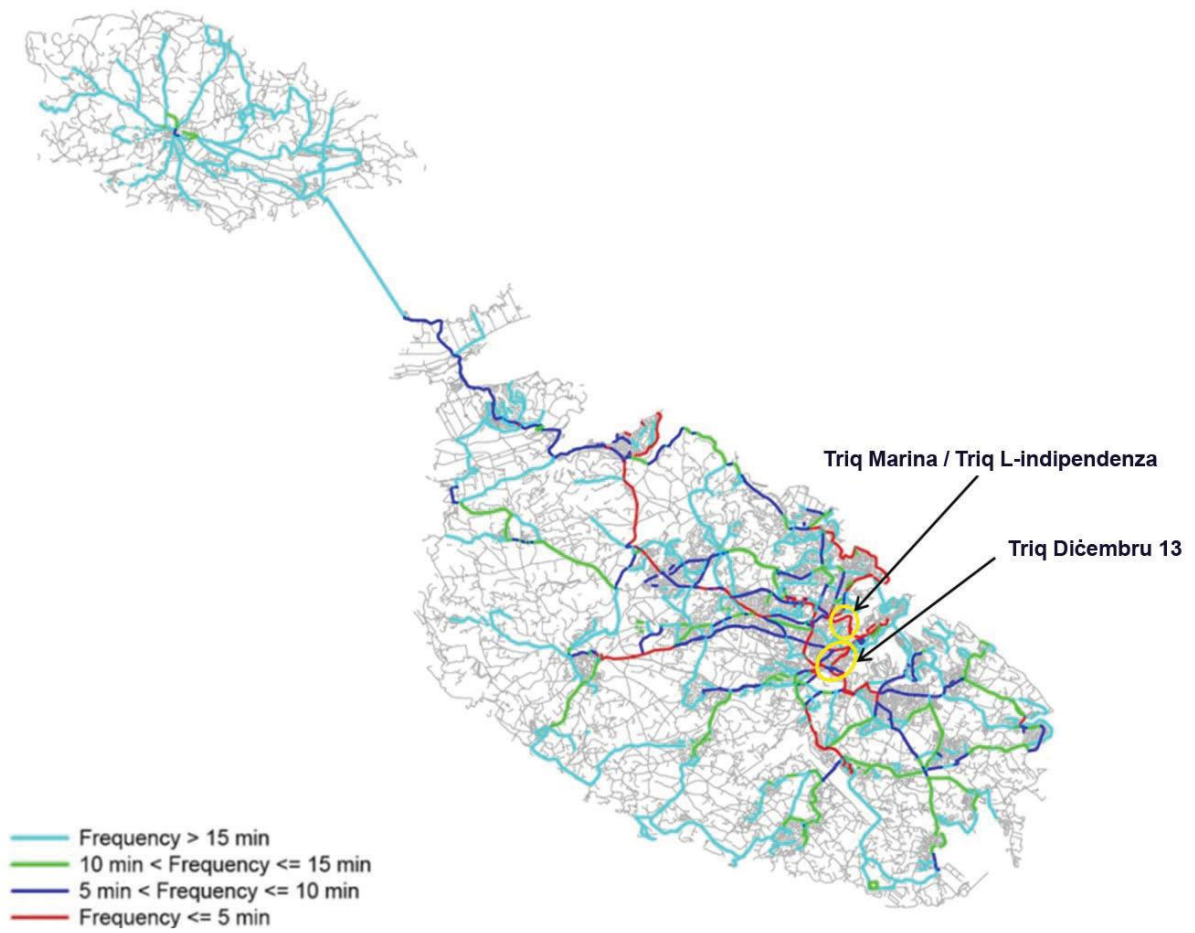 Triq Marina / Triq L-indipendenza
Triq Diċembru 13
Frequency > 15 min
10 min < Frequency <= 15 min
5 min < Frequency <= 10 min
Frequency <= 5 min